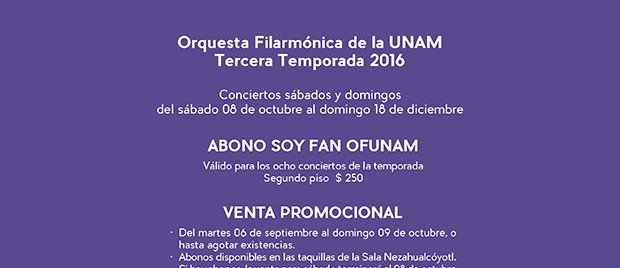 Orquesta Filarmónica de la UNAM
Tercera Temporada 2016
Conciertos sábados y domingos
del sábado 08 de octubre al domingo 18 de diciembre
ABONO SOY FAN OFUNAM
Válido para los ocho conciertos de la temporada
Segundo piso $ 250
VENTA PROMOCIONAL
· Del martes 06 de septiembre al domingo 09 de octubre, o
hasta agotar existencias.
· Abonos disponibles en las taquillas de la Sala Nezahualcóyotl.